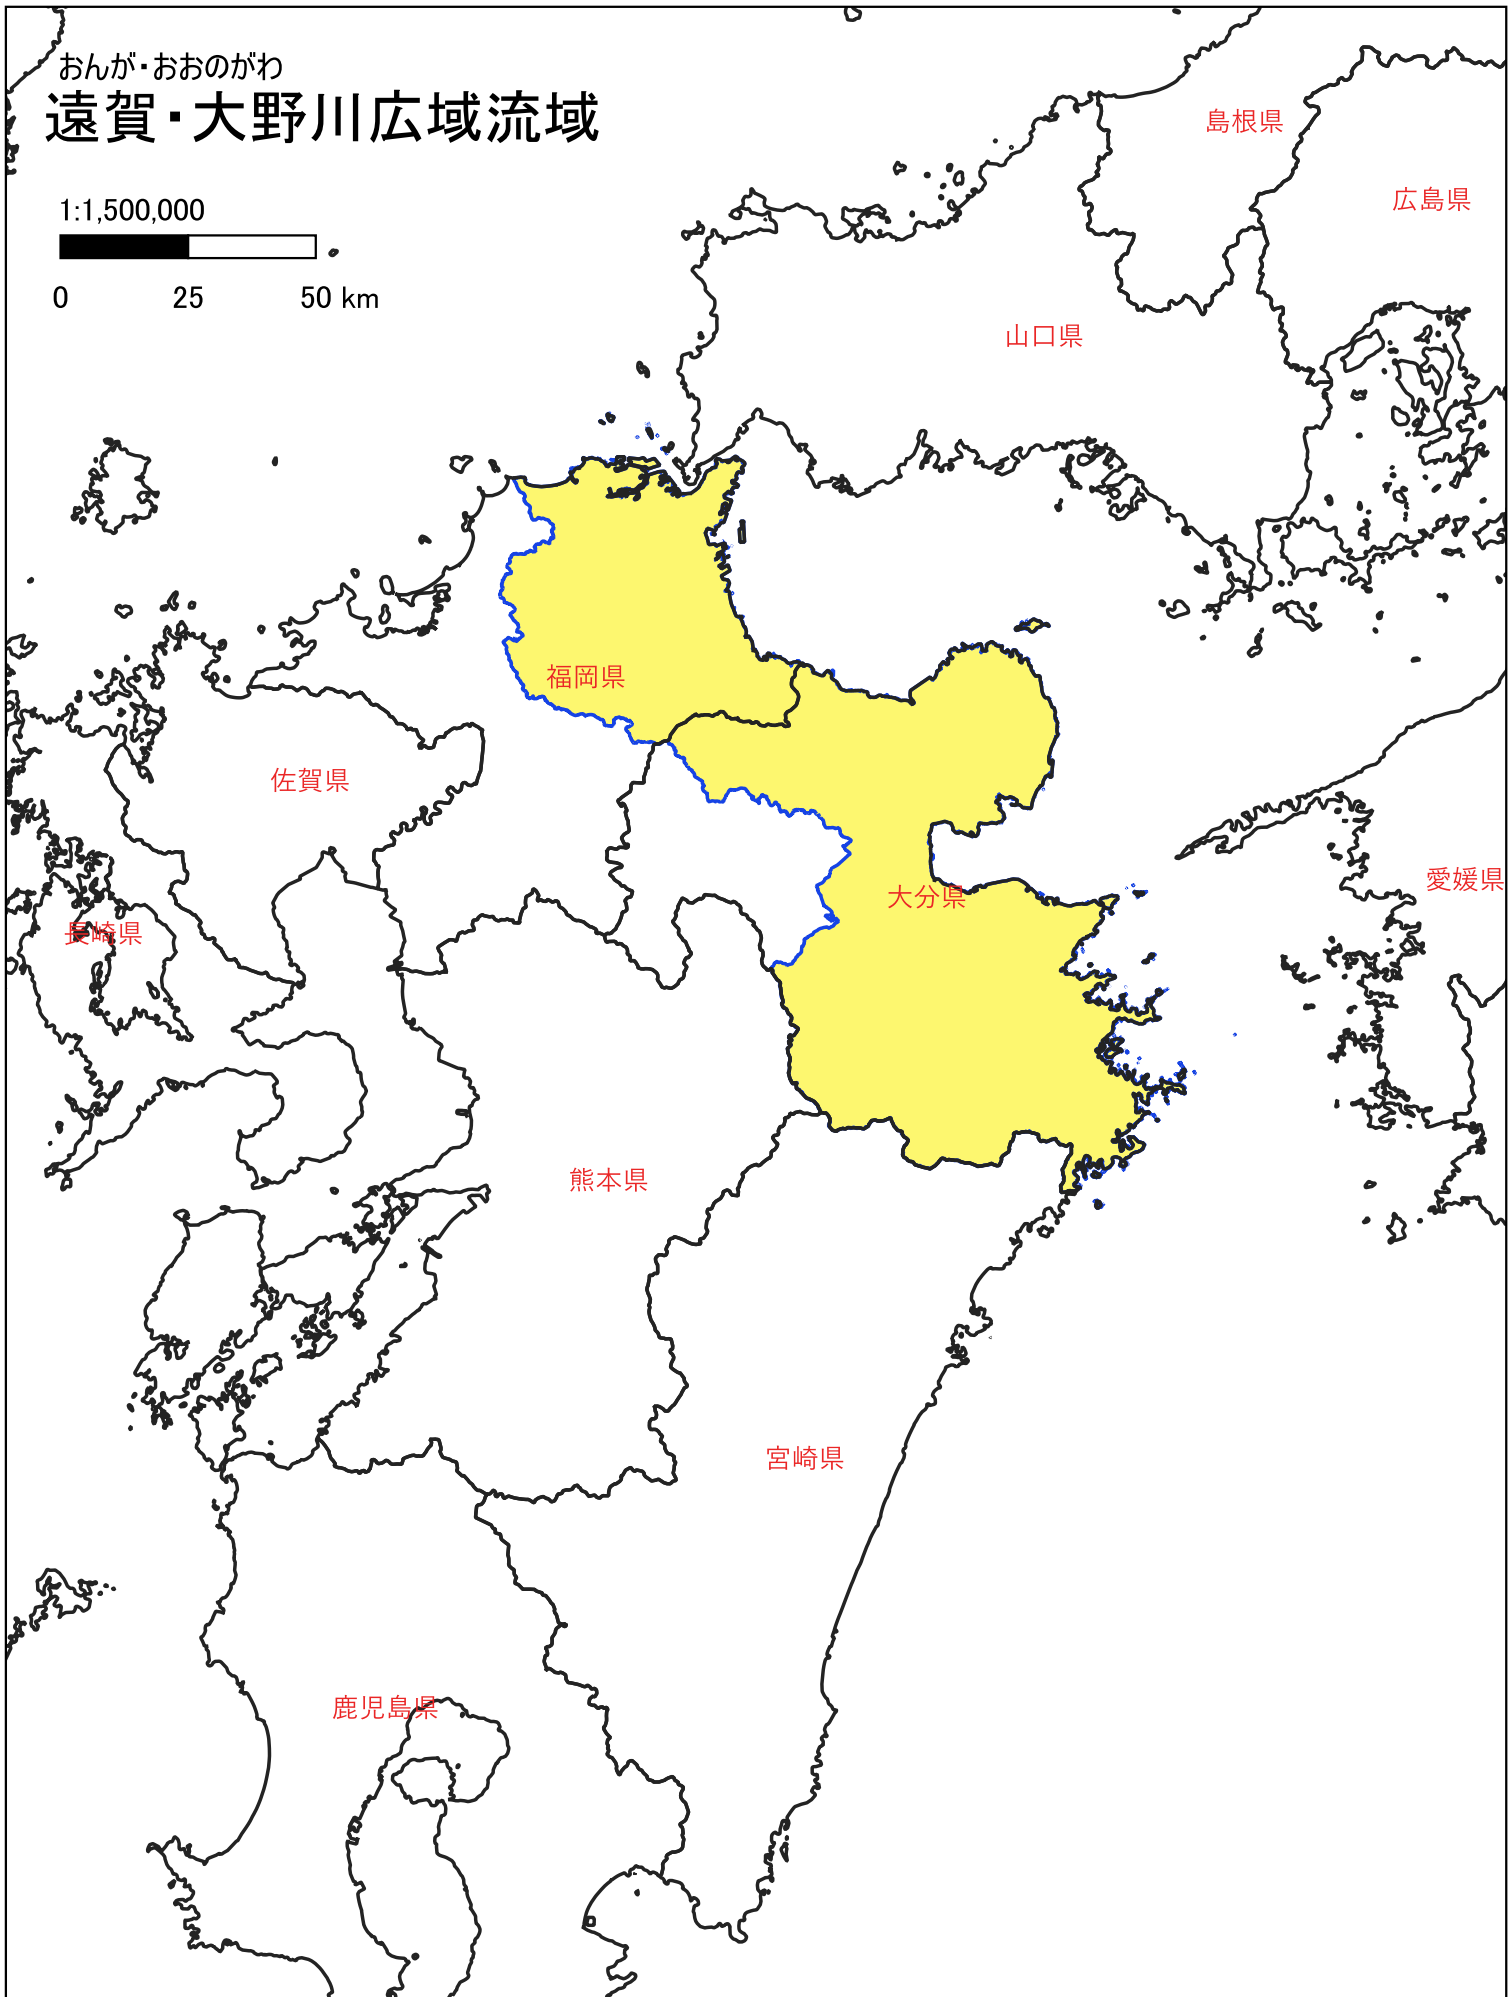 おんが・おおのがわ
遠賀・大野川広域流域
1:1,500,000
0 25 50 km
島根県
広島県
山口県
福岡県
佐賀県
愛媛県
大分県
長崎県
熊本県
宮崎県
鹿児島県